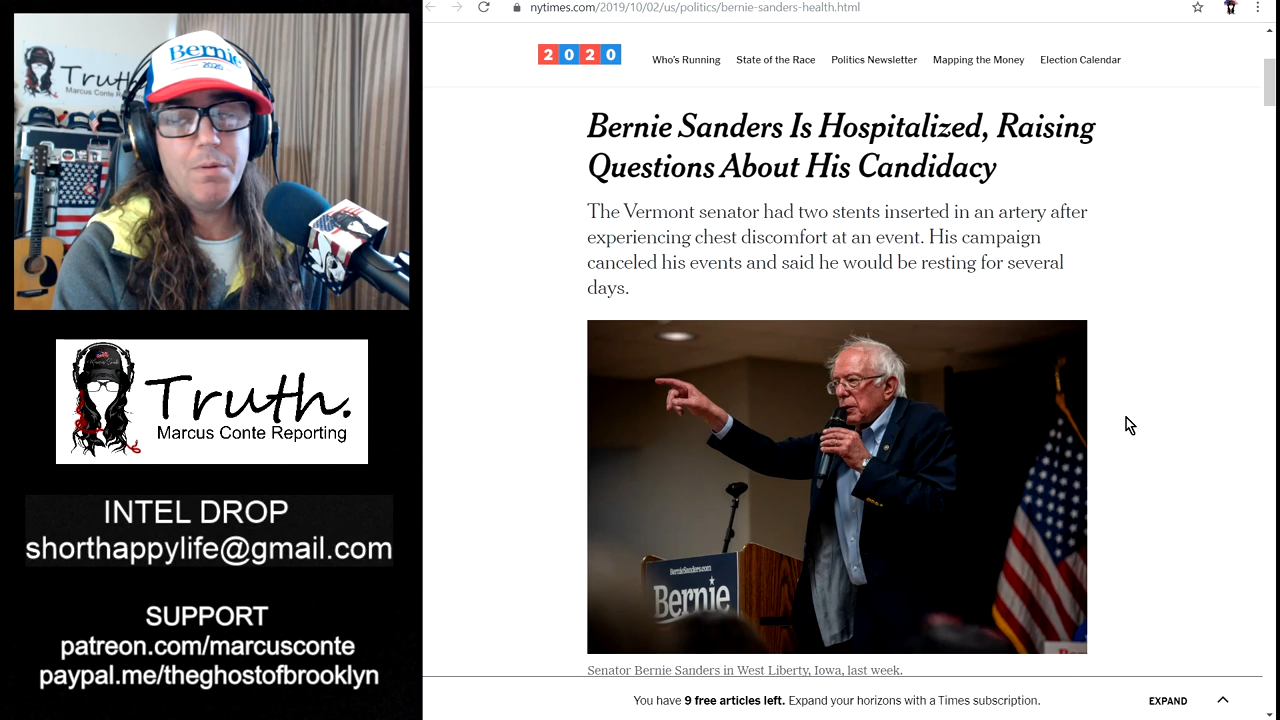 Bernie
2020
Truth.
Marcus Conte Re
Truth.
Marcus Conte Reporting
INTEL DROP
shorthappylife@gmail.com
SUPPORT
patreon.com/marcusconte
paypal.me/theghostofbrooklyn
nytimes.com/2019/10/02/us/politics/bernie-sanders-health.html
2020
Who's Running
State of the Race
Politics Newsletter
Mapping the Money
Election Calendar
Bernie Sanders Is Hospitalized, Raising
Questions About His Candidacy
The Vermont senator had two stents inserted in an artery after
experiencing chest discomfort at an event. His campaign
canceled his events and said he would be resting for several
days.
BernieSanders.com
Bernie
Senator Bernie Sanders in West Liberty, Iowa, last week.
You have 9 free articles left. Expand your horizons with a Times subscription.
EXPAND